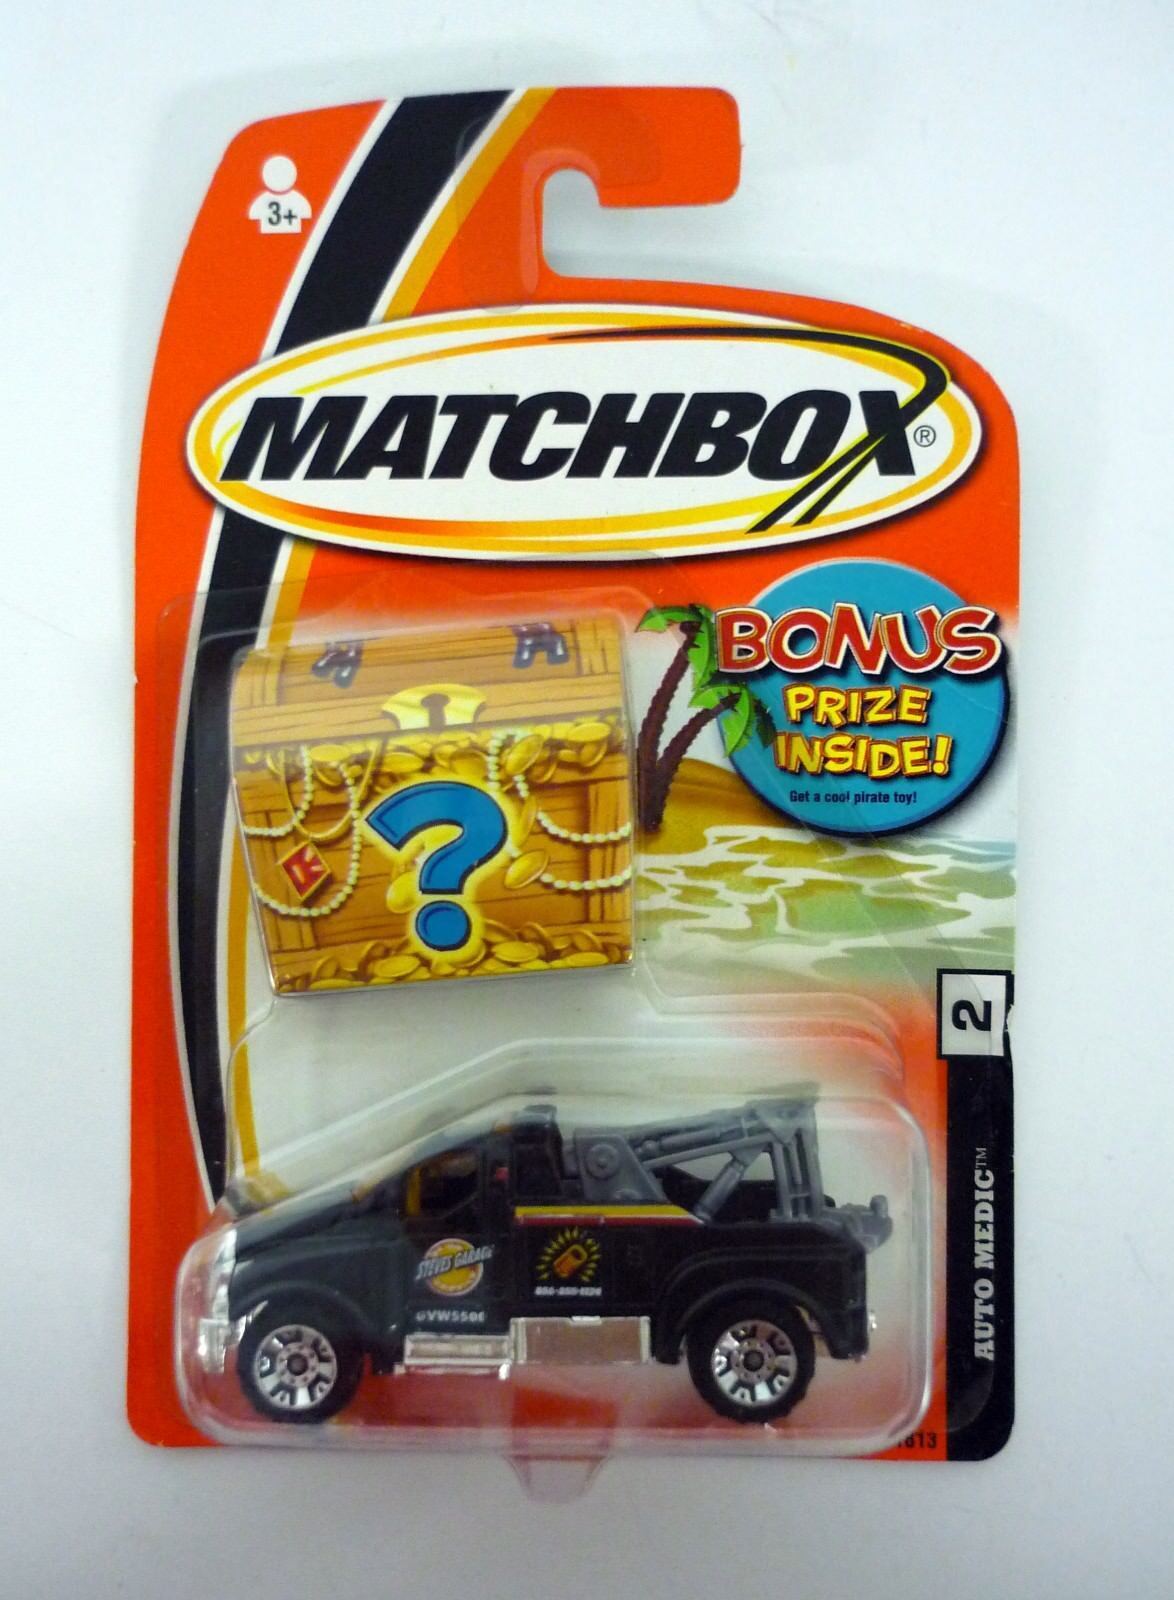 3+
MATCHBOX®
BONUS
PRIZE
INSIDE!
Get a cool pirate toy!
?
2
AUTO MEDIC™
STEVES GARAGE
GVW5500